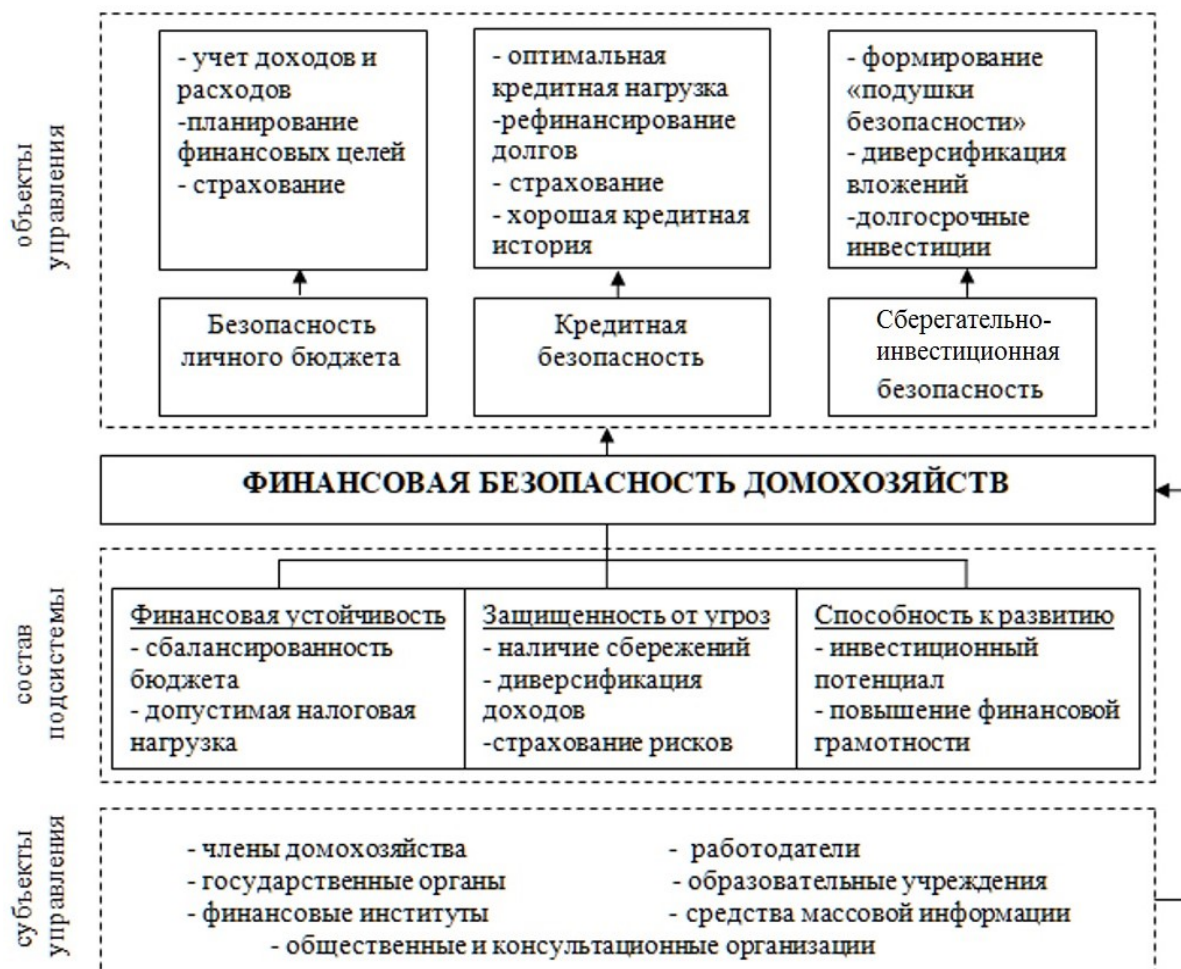 объекты
управления
- учет доходов и
расходов
-планирование
финансовых целей
- страхование
- оптимальная
кредитная нагрузка
-рефинансирование
долгов
- страхование
- хорошая кредитная
история
- формирование
«подушки
безопасности»
- диверсификация
вложений
-долгосрочные
инвестиции
Безопасность
личного бюджета
Кредитная
безопасность
Сберегательно-
инвестиционная
безопасность
ФИНАНСОВАЯ БЕЗОПАСНОСТЬ ДОМОХОЗЯЙСТВ
состав
подсистемы
Финансовая устойчивость
- сбалансированность
бюджета
- допустимая налоговая
нагрузка
Защищенность от угроз
- наличие сбережений
- диверсификация
доходов
-страхование рисков
Способность к развитию
- инвестиционный
потенциал
- повышение финансовой
грамотности
субъекты
управления
- члены домохозяйства
- государственные органы
- финансовые институты
- работодатели
- образовательные учреждения
- средства массовой информации
- общественные и консультационные организации